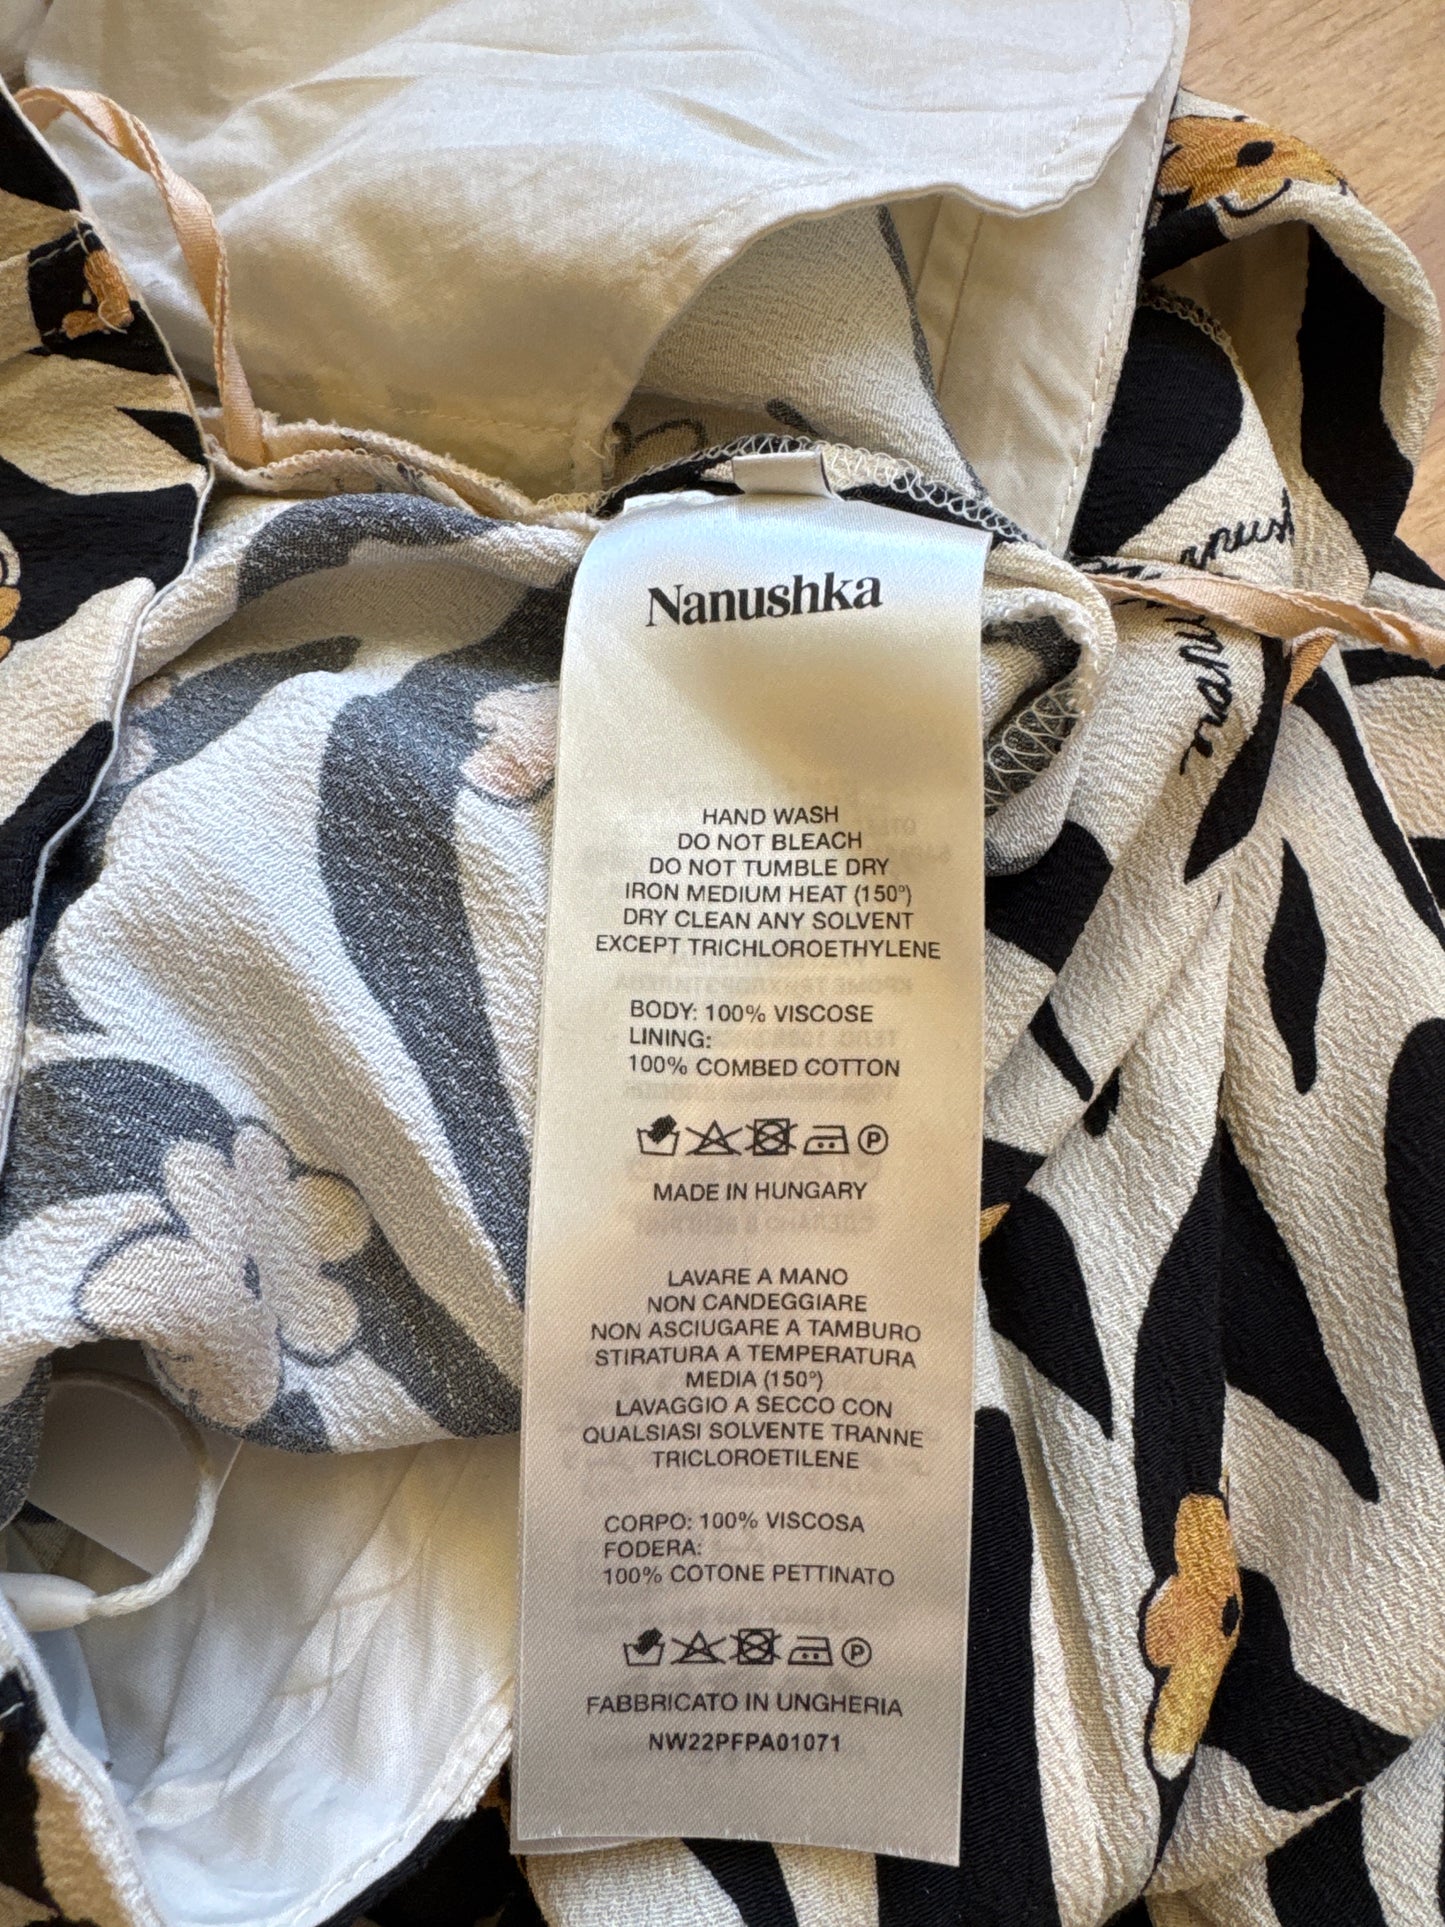 Nanushka
HAND WASH
DO NOT BLEACH
DO NOT TUMBLE DRY
IRON MEDIUM HEAT (150°)
DRY CLEAN ANY SOLVENT
EXCEPT TRICHLOROETHYLENE
BODY: 100% VISCOSE
LINING:
100% COMBED COTTON
P
MADE IN HUNGARY
LAVARE A MANO
NON CANDEGGIARE
NON ASCIUGARE A TAMBURO
STIRATURA A TEMPERATURA
MEDIA (150°)
LAVAGGIO A SECCO CON
QUALSIASI SOLVENTE TRANNE
TRICLOROETILENE
CORPO: 100% VISCOSA
FODERA:
100% COTONE PETTINATO
P
FABBRICATO IN UNGHERIA
NW22PFPA01071